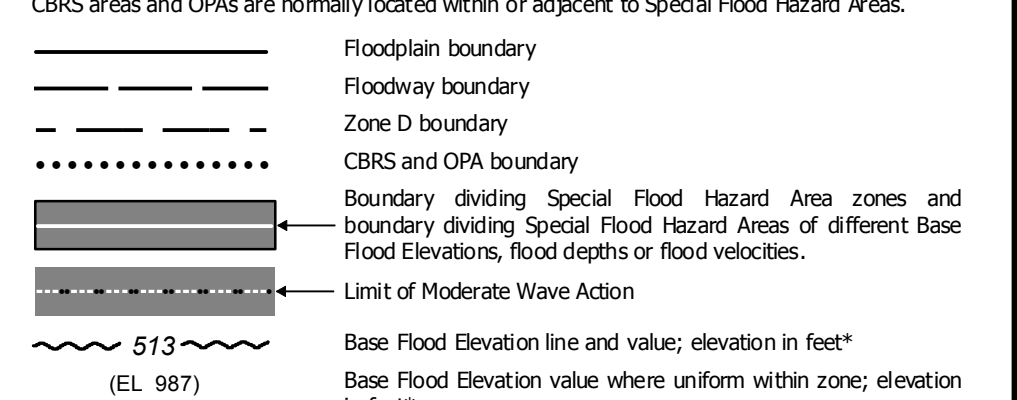 CBRS areas and OPAs are normally located within or adjacent to Special Flood Hazard Areas.
Floodplain boundary
Floodway boundary
Zone D boundary
CBRS and OPA boundary
Boundary dividing Special Flood Hazard Area zones and
boundary dividing Special Flood Hazard Areas of different Base
Flood Elevations, flood depths or flood velocities.
Limit of Moderate Wave Action
513 Base Flood Elevation line and value; elevation in feet*
(EL 987) Base Flood Elevation value where uniform within zone; elevation